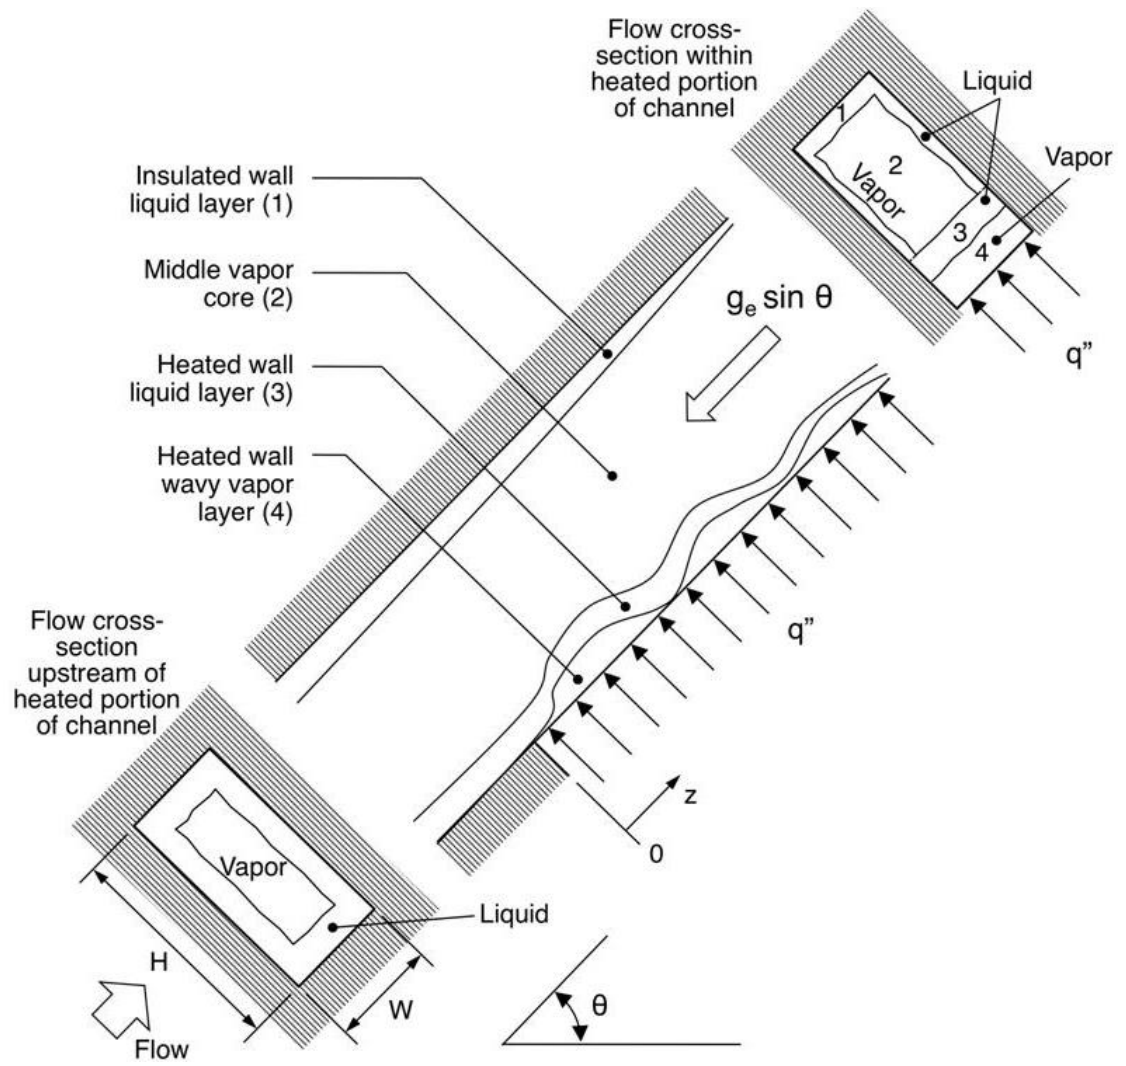 Flow cross-
section within
heated portion
of channel
Liquid
Vapor
1
2
Vapor
3
4
q”
Insulated wall
liquid layer (1)
Middle vapor
core (2)
Heated wall
liquid layer (3)
Heated wall
wavy vapor
layer (4)
gₑ sin θ
q”
z
0
Flow cross-
section
upstream of
heated portion
of channel
Vapor
Liquid
H
W
Flow
θ